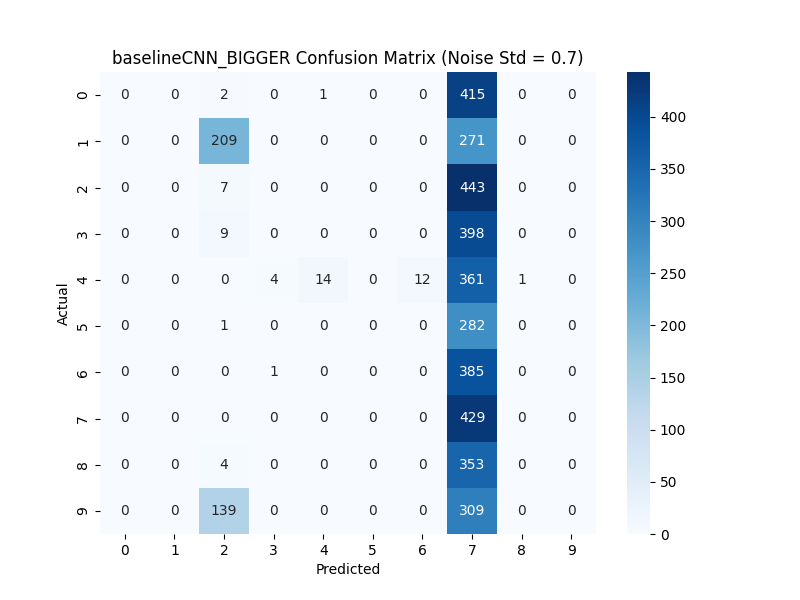 baselineCNN_BIGGER Confusion Matrix (Noise Std = 0.7)
0 0 0 2 0 1 0 0 415 0 0
1 0 0 209 0 0 0 0 271 0 0
2 0 0 7 0 0 0 0 443 0 0
3 0 0 9 0 0 0 0 398 0 0
4 0 0 0 4 14 0 12 361 1 0
5 0 0 1 0 0 0 0 282 0 0
6 0 0 0 1 0 0 0 385 0 0
7 0 0 0 0 0 0 0 429 0 0
8 0 0 4 0 0 0 0 353 0 0
9 0 0 139 0 0 0 0 309 0 0
0 1 2 3 4 5 6 7 8 9
Predicted
Actual
400
350
300
250
200
150
100
50
0